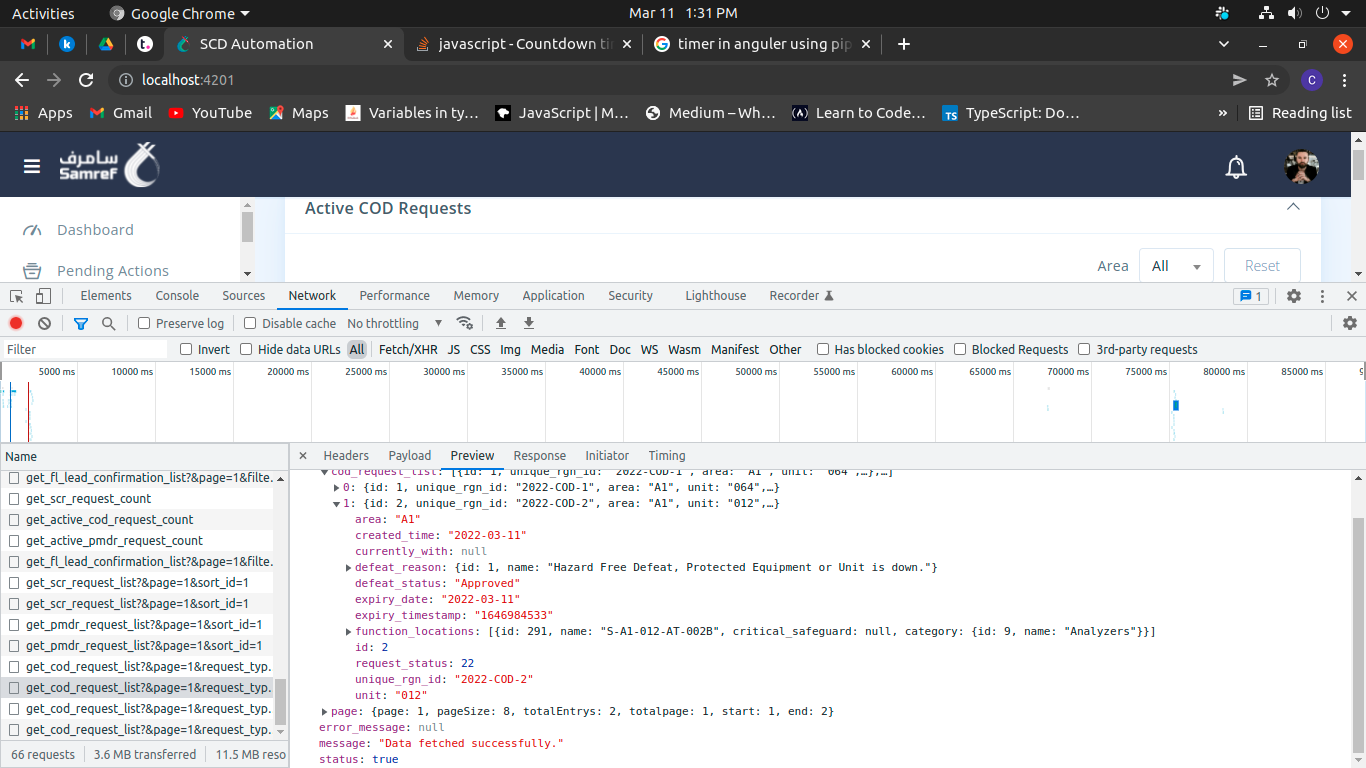 Activities
Google Chrome
Mar 11 1:31 PM
SCD Automation
javascript - Countdown ti
timer in anguler using pip
localhost:4201
C
Apps
Gmail
YouTube
Maps
Variables in ty…
JavaScript | M…
Medium – Wh…
Learn to Code…
TypeScript: Do…
»
Reading list
سامرف
Samref
Active COD Requests
Dashboard
Pending Actions
Area
All
Reset
Elements
Console
Sources
Network
Performance
Memory
Application
Security
Lighthouse
Recorder
1
Preserve log
Disable cache
No throttling
Filter
Invert
Hide data URLs
All
Fetch/XHR
JS
CSS
Img
Media
Font
Doc
WS
Wasm
Manifest
Other
Has blocked cookies
Blocked Requests
3rd-party requests
5000 ms
10000 ms
15000 ms
20000 ms
25000 ms
30000 ms
35000 ms
40000 ms
45000 ms
50000 ms
55000 ms
60000 ms
65000 ms
70000 ms
75000 ms
80000 ms
85000 ms
Name
get_fl_lead_confirmation_list?&page=1&filte…
get_scr_request_count
get_active_cod_request_count
get_active_pmdr_request_count
get_fl_lead_confirmation_list?&page=1&filte…
get_scr_request_list?&page=1&sort_id=1
get_scr_request_list?&page=1&sort_id=1
get_pmdr_request_list?&page=1&sort_id=1
get_pmdr_request_list?&page=1&sort_id=1
get_cod_request_list?&page=1&request_typ…
get_cod_request_list?&page=1&request_typ…
get_cod_request_list?&page=1&request_typ…
get_cod_request_list?&page=1&request_typ…
66 requests
3.6 MB transferred
11.5 MB reso
Headers
Payload
Preview
Response
Initiator
Timing
cod_request_list: [{id: 1, unique_rgn_id: "2022-COD-1", area: "A1", unit: "064",…},…]
0: {id: 1, unique_rgn_id: "2022-COD-1", area: "A1", unit: "064",…}
1: {id: 2, unique_rgn_id: "2022-COD-2", area: "A1", unit: "012",…}
area: "A1"
created_time: "2022-03-11"
currently_with: null
defeat_reason: {id: 1, name: "Hazard Free Defeat, Protected Equipment or Unit is down."}
defeat_status: "Approved"
expiry_date: "2022-03-11"
expiry_timestamp: "1646984533"
function_locations: [{id: 291, name: "S-A1-012-AT-002B", critical_safeguard: null, category: {id: 9, name: "Analyzers"}}]
id: 2
request_status: 22
unique_rgn_id: "2022-COD-2"
unit: "012"
page: {page: 1, pageSize: 8, totalEntrys: 2, totalpage: 1, start: 1, end: 2}
error_message: null
message: "Data fetched successfully."
status: true